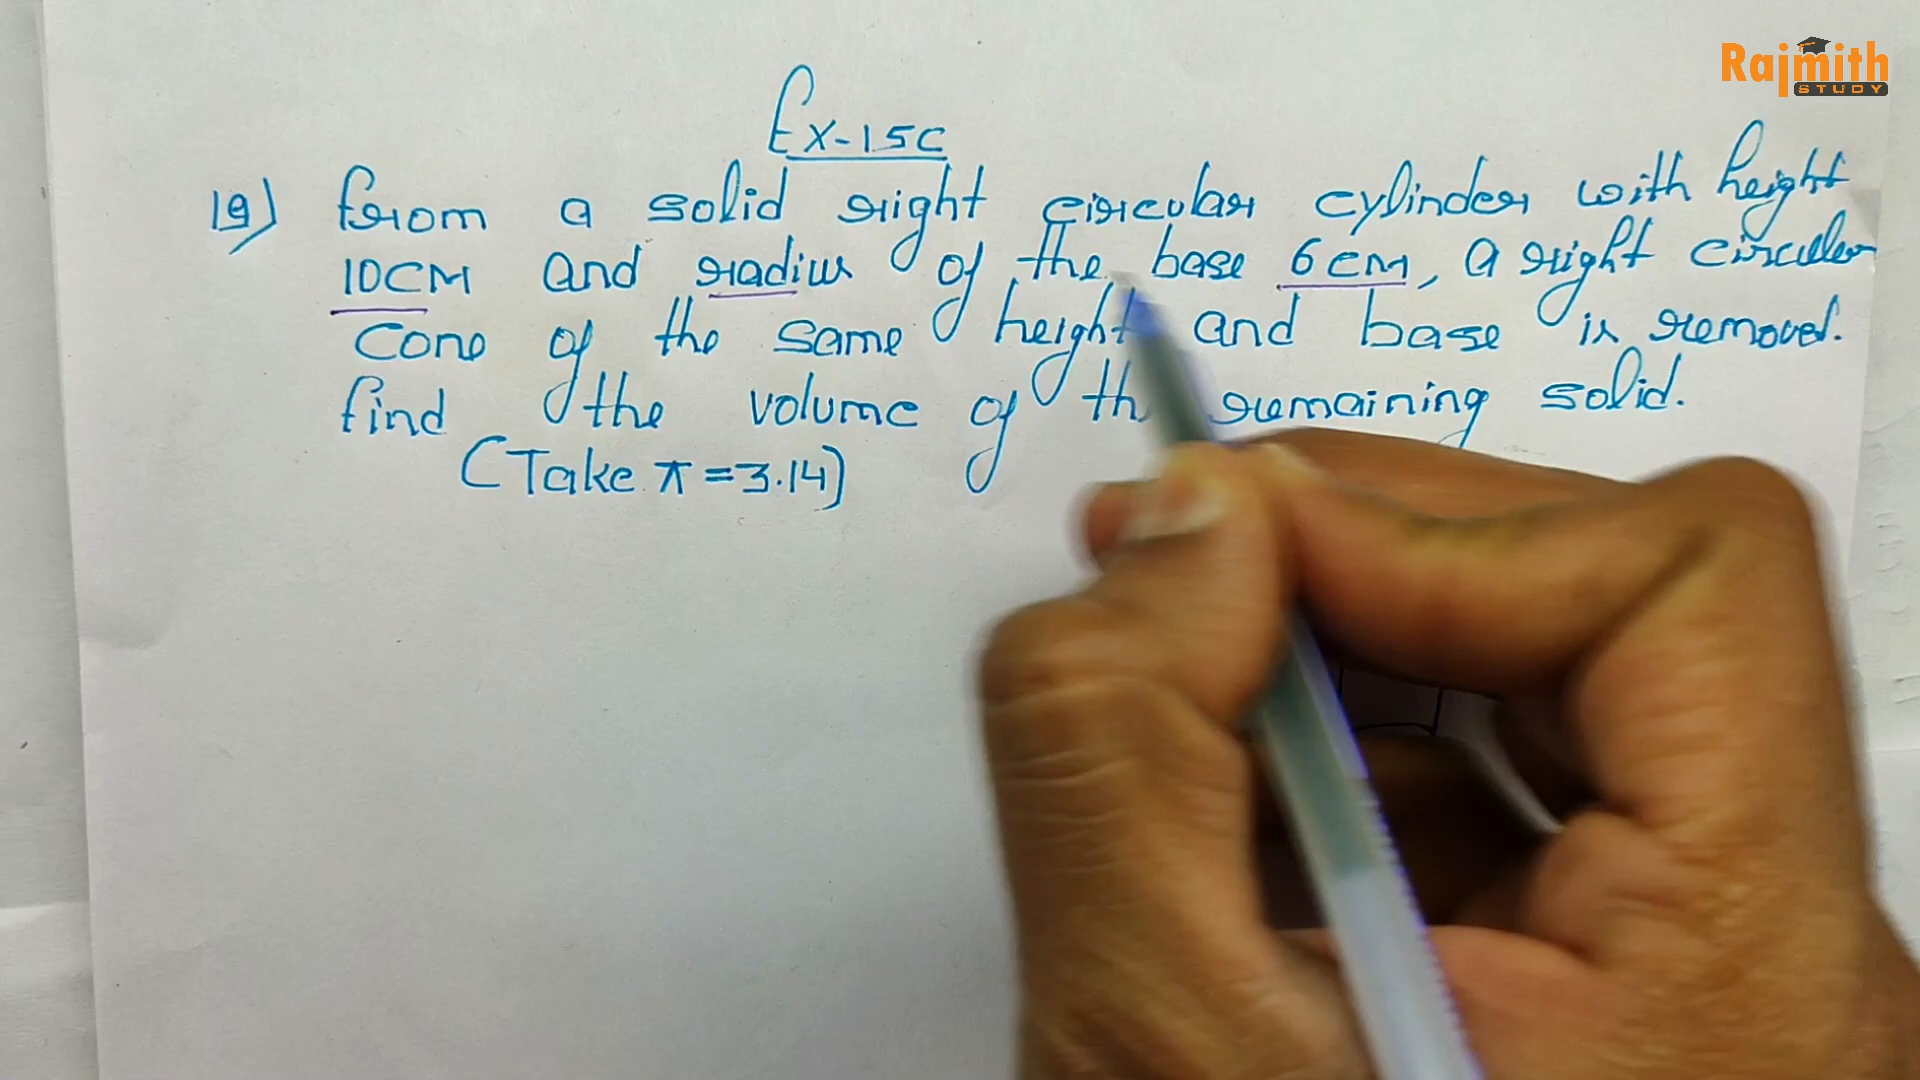 Rajmith
STUDY
Ex-15C
19) from a solid right circular cylinder with height
10CM and radius of the base 6cm, a right circular
cone of the same height and base is removed.
find the volume of th remaining solid.
(Take π=3.14)